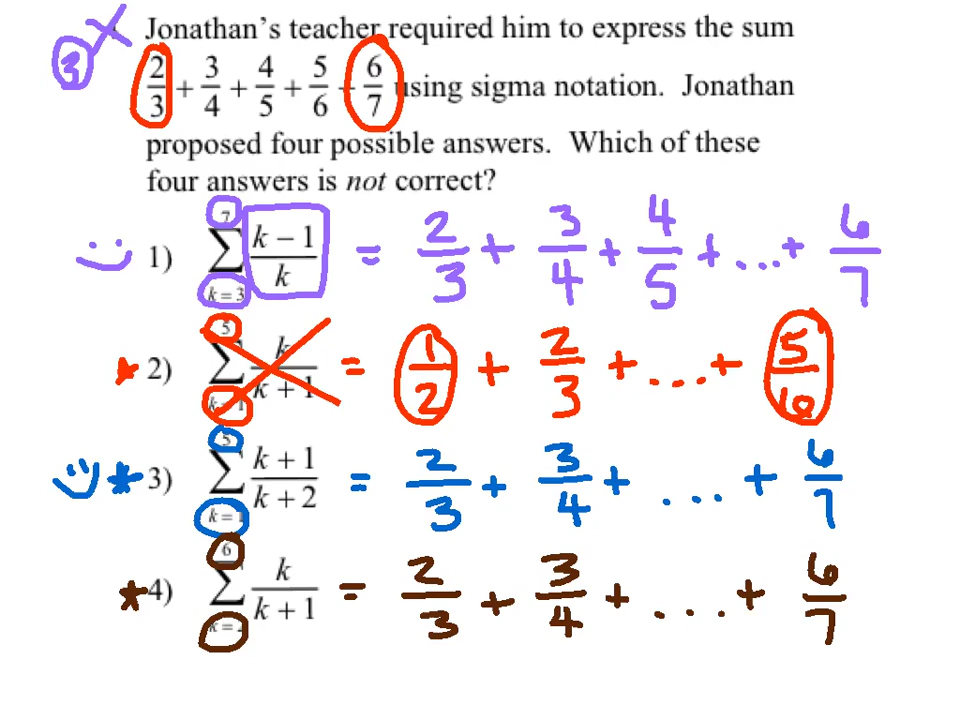 3 Jonathan's teacher required him to express the sum
2/3 + 3/4 + 4/5 + 5/6 + 6/7 using sigma notation. Jonathan
proposed four possible answers. Which of these
four answers is not correct?
1) 7 ∑ k=3 k – 1 / k = 2/3 + 3/4 + 4/5 + ... + 6/7
2) 5 ∑ k=1 k / k + 1 = 1/2 + 2/3 + ... + 5/6
3) 5 ∑ k=1 k + 1 / k + 2 = 2/3 + 3/4 + ... + 6/7
4) 6 ∑ k= k / k + 1 = 2/3 + 3/4 + ... + 6/7